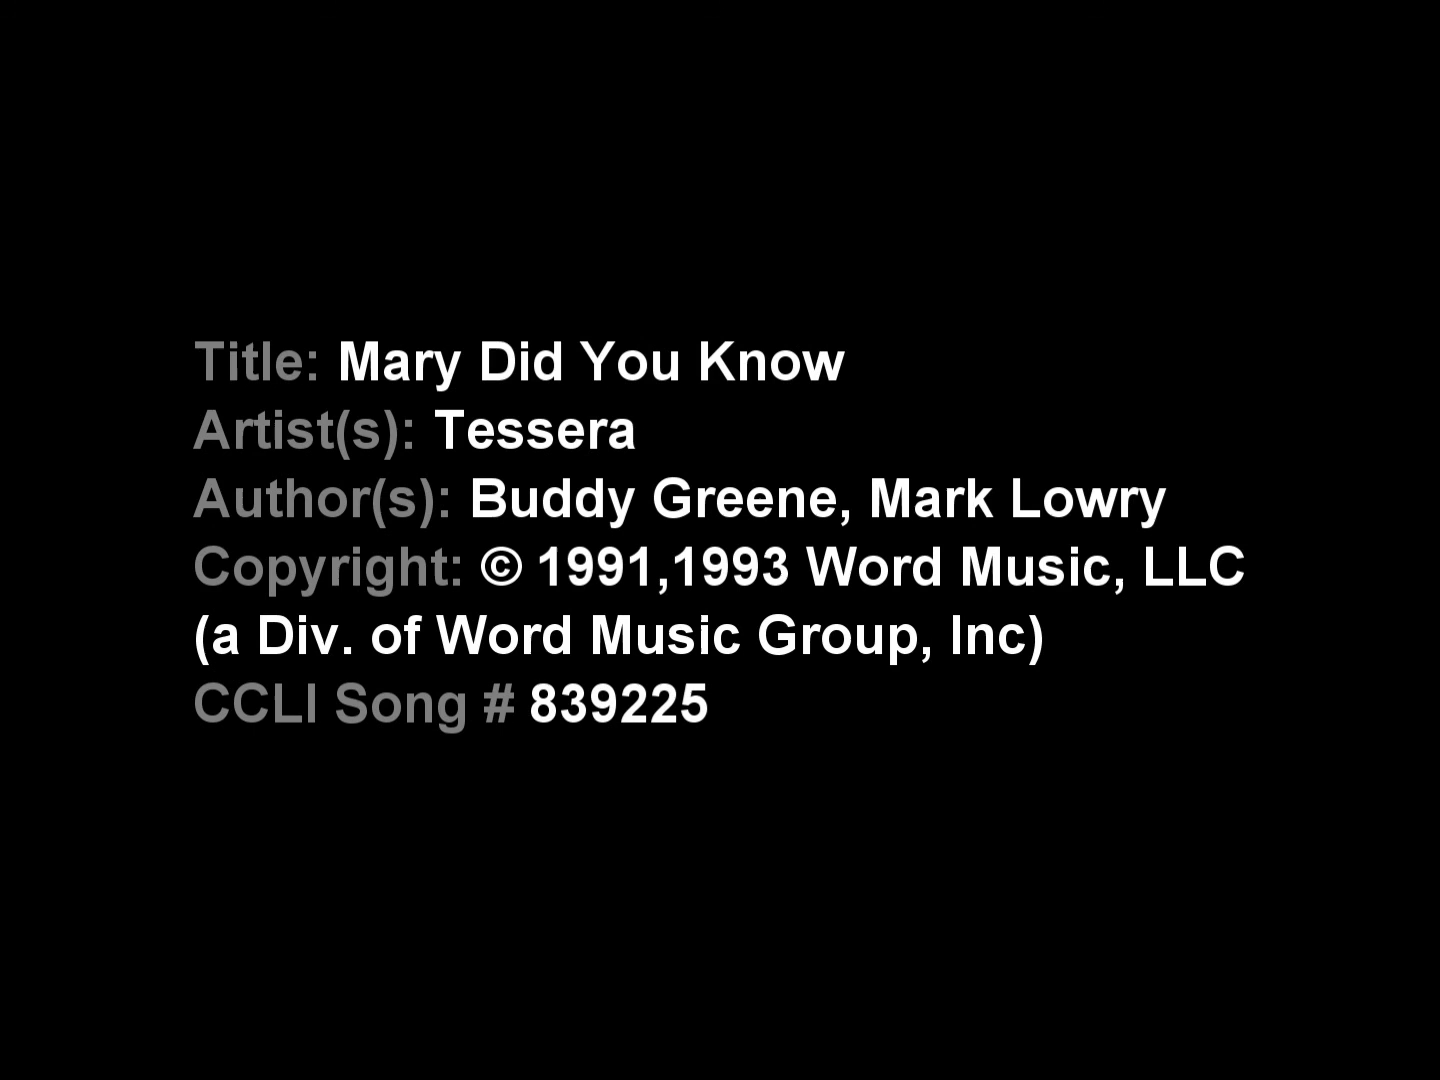 Title: Mary Did You Know
Artist(s): Tessera
Author(s): Buddy Greene, Mark Lowry
Copyright: © 1991,1993 Word Music, LLC
(a Div. of Word Music Group, Inc)
CCLI Song # 839225